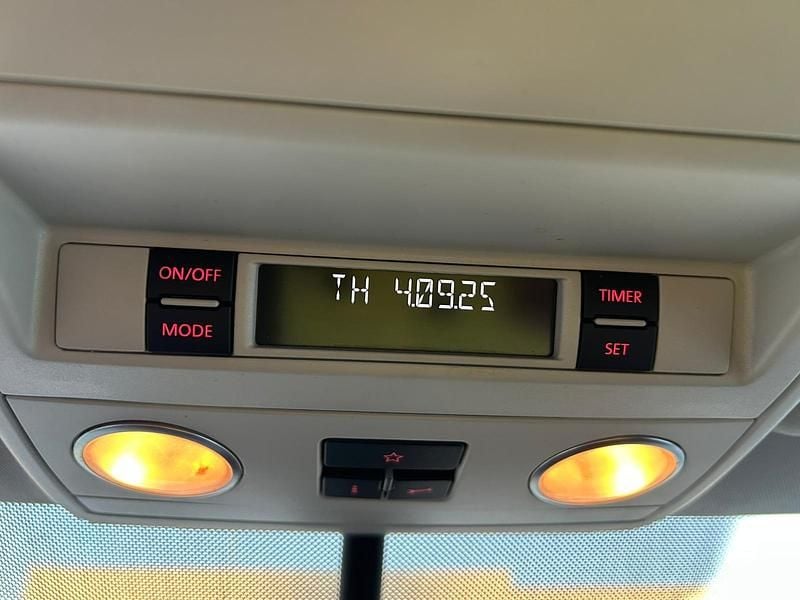 ON/OFF
MODE
TH 4.09.25
TIMER
SET